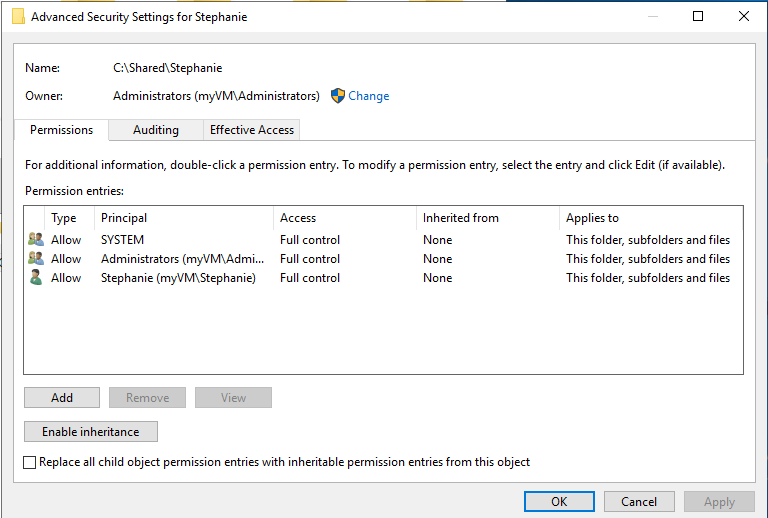 Advanced Security Settings for Stephanie
Name: C:\Shared\Stephanie
Owner: Administrators (myVM\Administrators) Change
Permissions Auditing Effective Access
For additional information, double-click a permission entry. To modify a permission entry, select the entry and click Edit (if available).
Permission entries:
Type Principal Access Inherited from Applies to
Allow SYSTEM Full control None This folder, subfolders and files
Allow Administrators (myVM\Admi... Full control None This folder, subfolders and files
Allow Stephanie (myVM\Stephanie) Full control None This folder, subfolders and files
Add Remove View
Enable inheritance
Replace all child object permission entries with inheritable permission entries from this object
OK Cancel Apply